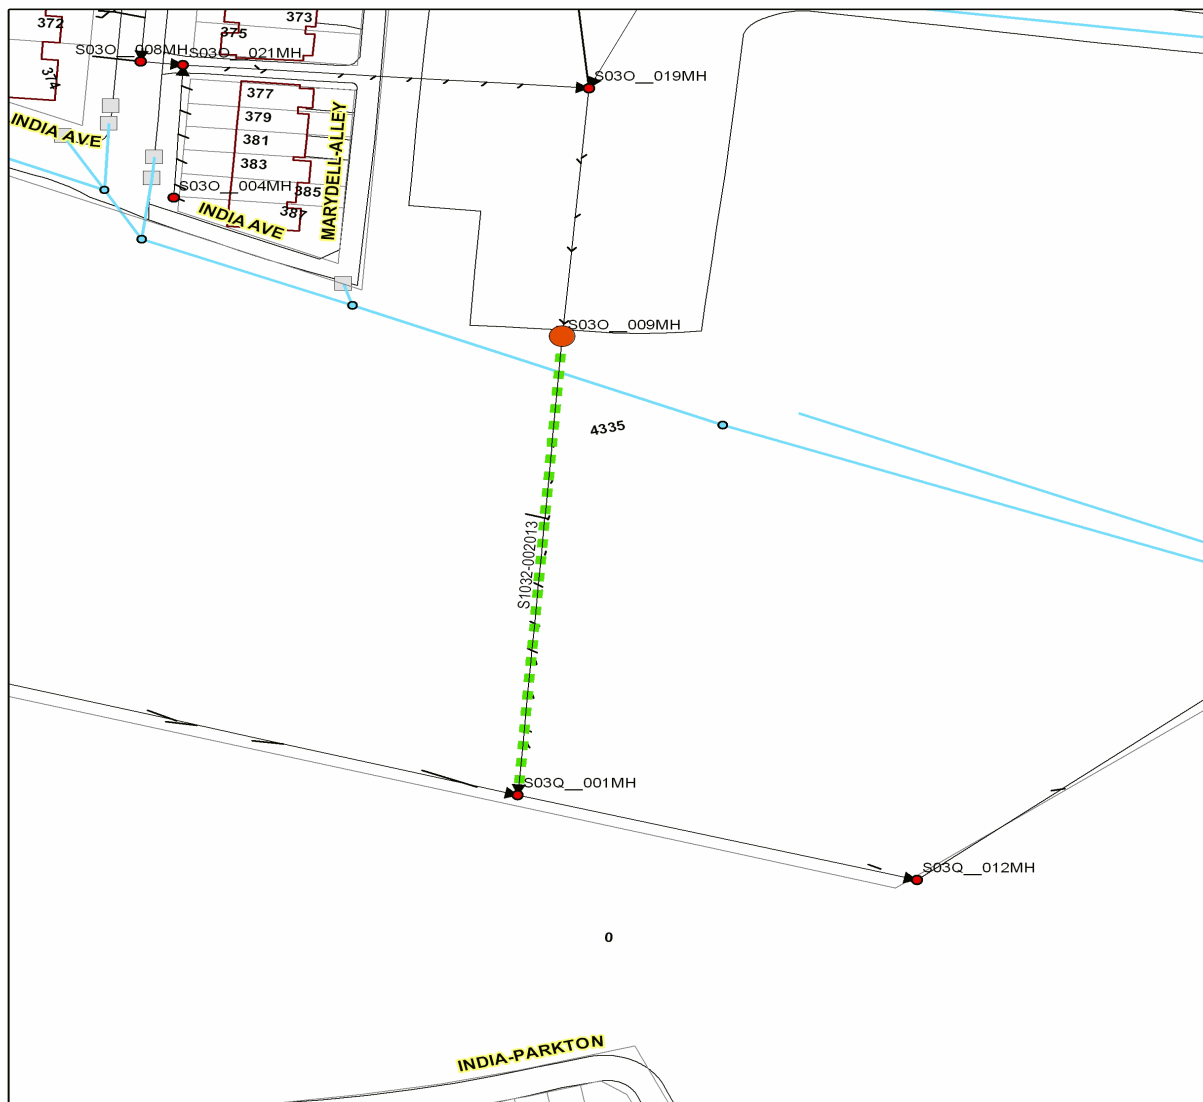 372
373
375
S03O__008MH
S03O__021MH
374
S03O__019MH
377
379
381
383
385
387
INDIA AVE
MARYDELL-ALLEY
S03O__004MH
INDIA AVE
S03O__009MH
4335
S1032-002013
S03Q__001MH
S03Q__012MH
0
INDIA-PARKTON